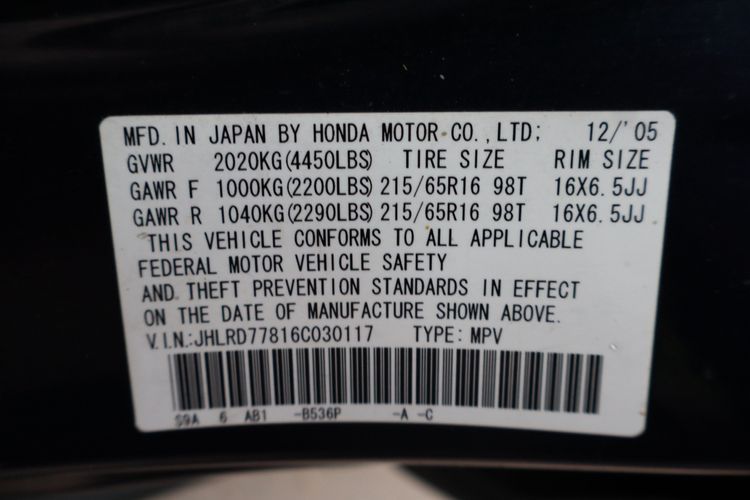 MFD. IN JAPAN BY HONDA MOTOR CO.,LTD; 12/'05
GVWR 2020KG(4450LBS) TIRE SIZE RIM SIZE
GAWR F 1000KG(2200LBS) 215/65R16 98T 16X6.5JJ
GAWR R 1040KG(2290LBS) 215/65R16 98T 16X6.5JJ
THIS VEHICLE CONFORMS TO ALL APPLICABLE
FEDERAL MOTOR VEHICLE SAFETY
AND THEFT PREVENTION STANDARDS IN EFFECT
ON THE DATE OF MANUFACTURE SHOWN ABOVE.
V.I.N.:JHLRD77816C030117 TYPE: MPV
S9A 6 AB1 -B536P -A -C